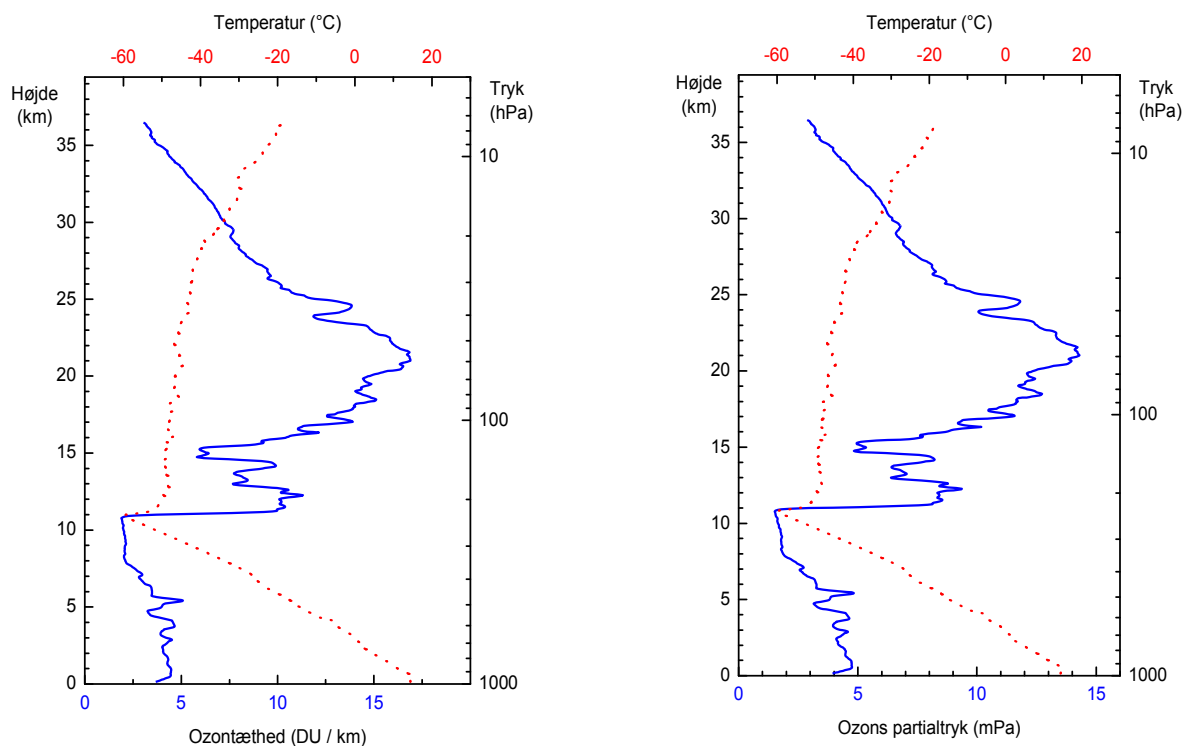 Temperatur (°C)
-60 -40 -20 0 20
Højde
(km)
Tryk
(hPa)
35
30
25
20
15
10
5
0
10
100
1000
0 5 10 15
Ozontæthed (DU / km)
Temperatur (°C)
-60 -40 -20 0 20
Højde
(km)
Tryk
(hPa)
35
30
25
20
15
10
5
0
10
100
1000
0 5 10 15
Ozons partialtryk (mPa)